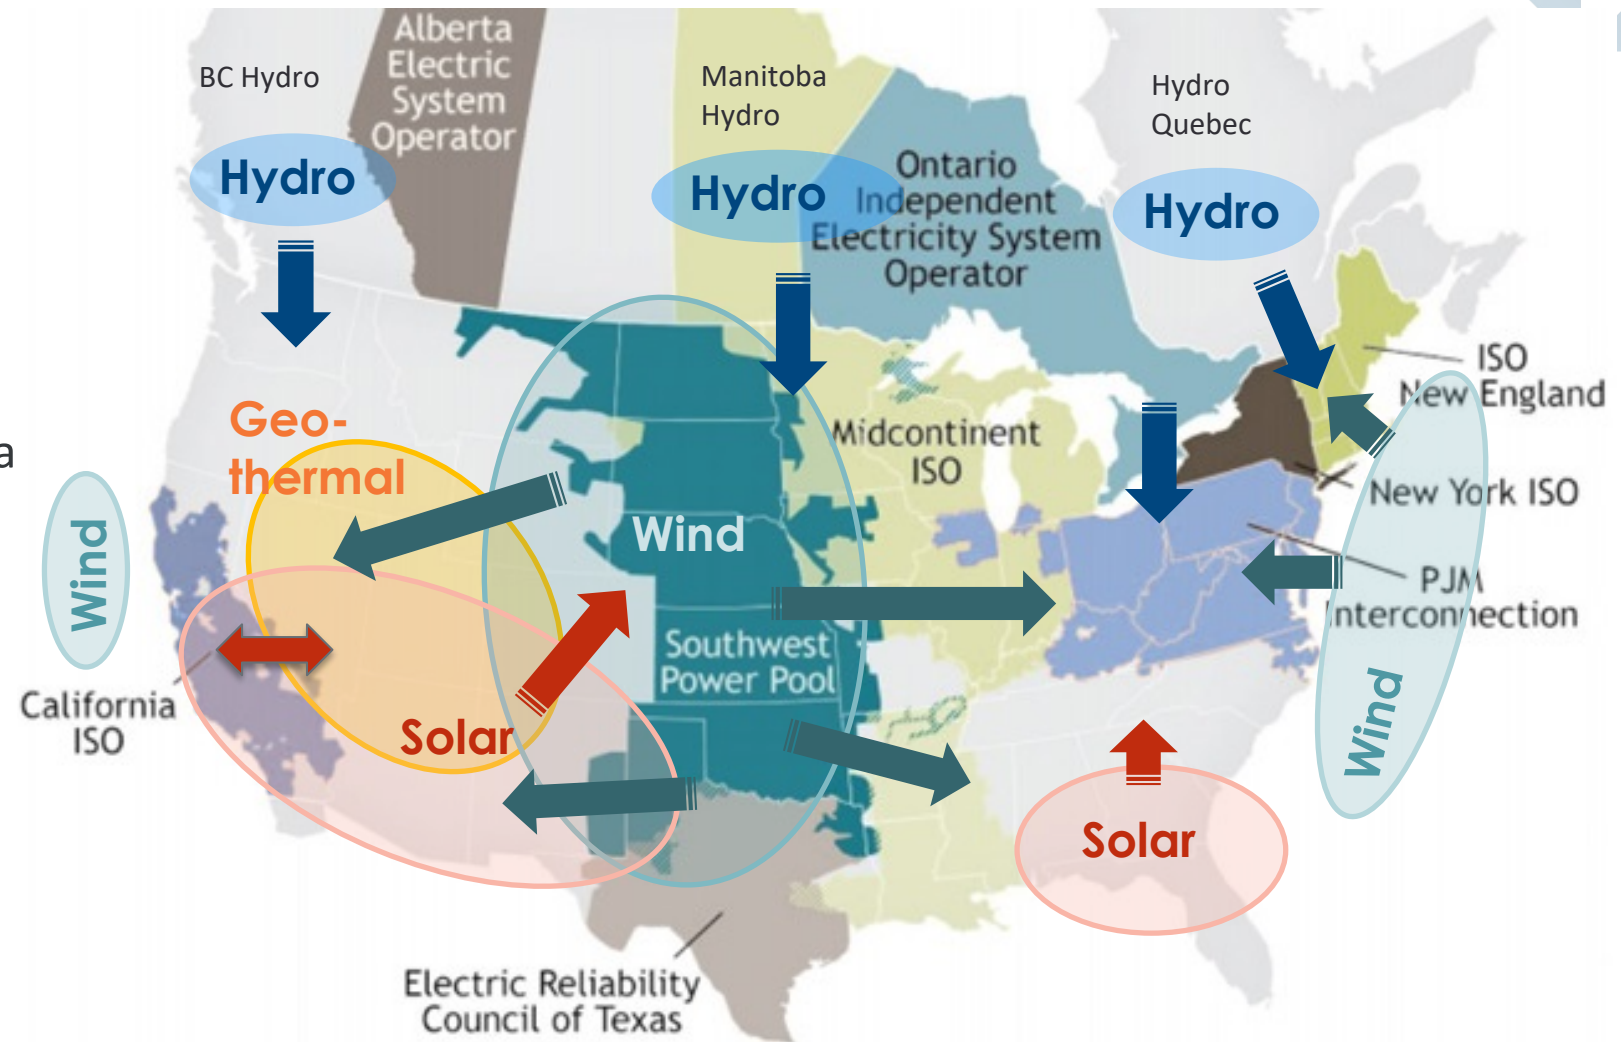 Alberta
Electric
System
Operator
BC Hydro
Manitoba
Hydro
Hydro
Quebec
Hydro
Hydro
Hydro
Ontario
Independent
Electricity System
Operator
ISO
New England
Geo-
thermal
a
Midcontinent
ISO
New York ISO
Wind
Wind
PJM
Interconnection
Southwest
Power Pool
California
ISO
Solar
Wind
Solar
Electric Reliability
Council of Texas